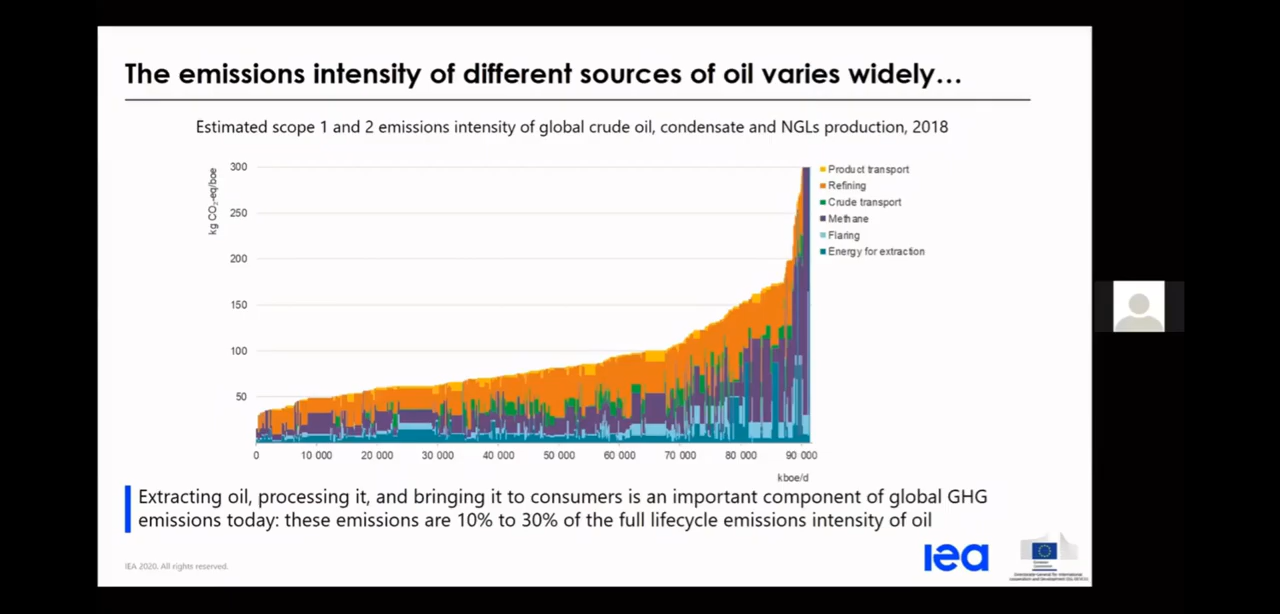 The emissions intensity of different sources of oil varies widely…
Estimated scope 1 and 2 emissions intensity of global crude oil, condensate and NGLs production, 2018
kg CO₂-eq/boe
300
250
200
150
100
50
0
10 000
20 000
30 000
40 000
50 000
60 000
70 000
80 000
90 000
kboe/d
Product transport
Refining
Crude transport
Methane
Flaring
Energy for extraction
Extracting oil, processing it, and bringing it to consumers is an important component of global GHG
emissions today: these emissions are 10% to 30% of the full lifecycle emissions intensity of oil
IEA 2020. All rights reserved.
iea